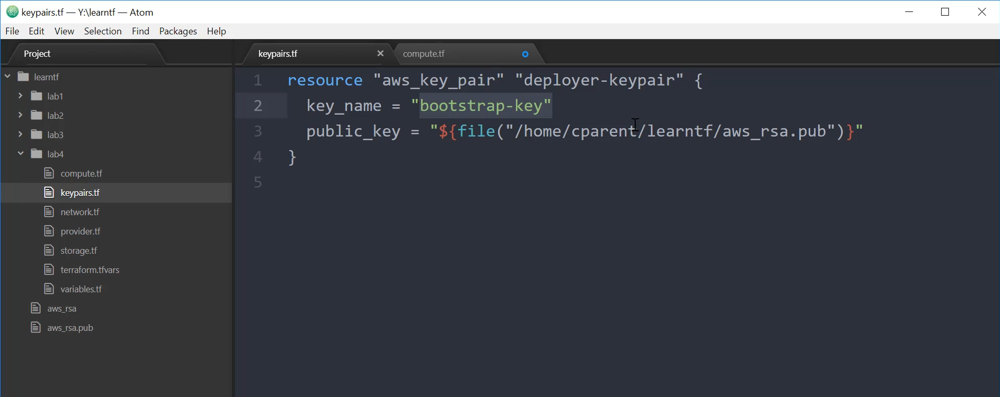 keypairs.tf — Y:\learntf — Atom
File Edit View Selection Find Packages Help
Project
keypairs.tf
compute.tf
learntf
lab1
lab2
lab3
lab4
compute.tf
keypairs.tf
network.tf
provider.tf
storage.tf
terraform.tfvars
variables.tf
aws_rsa
aws_rsa.pub
1 resource "aws_key_pair" "deployer-keypair" {
2 key_name = "bootstrap-key"
3 public_key = "${file("/home/cparent/learntf/aws_rsa.pub")}"
4 }
5